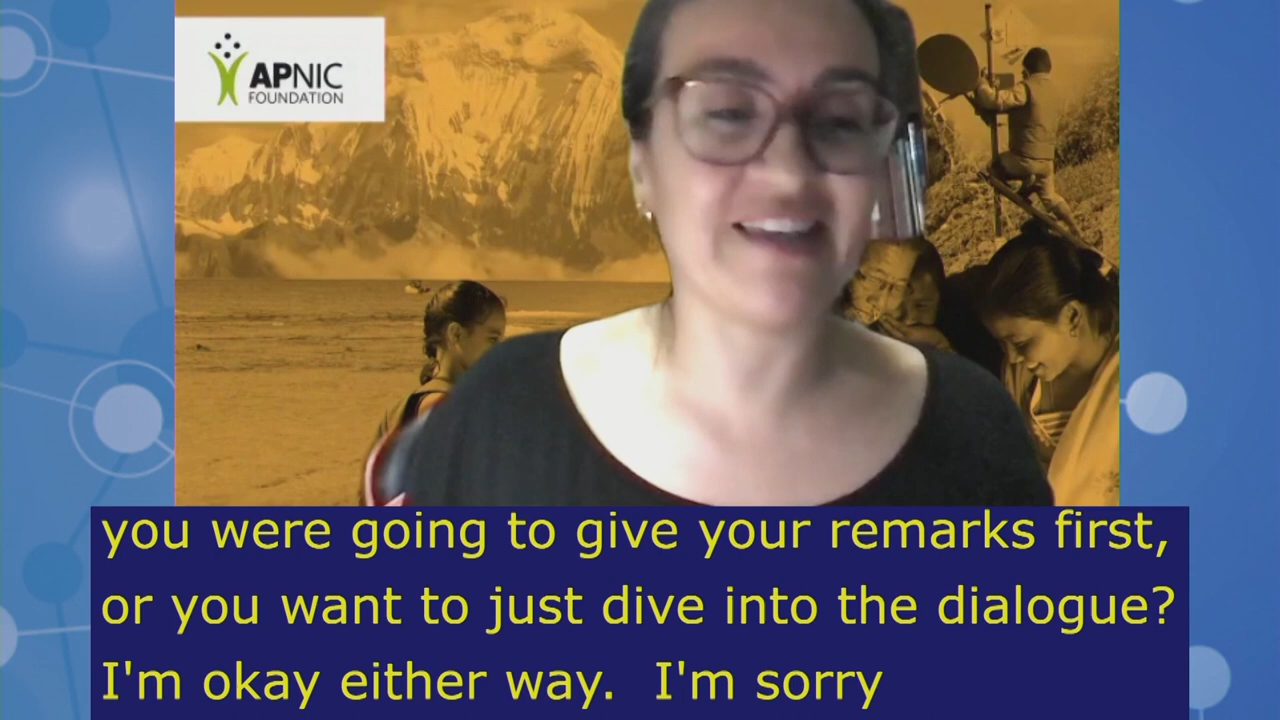 APNIC
FOUNDATION
you were going to give your remarks first,
or you want to just dive into the dialogue?
I'm okay either way.  I'm sorry